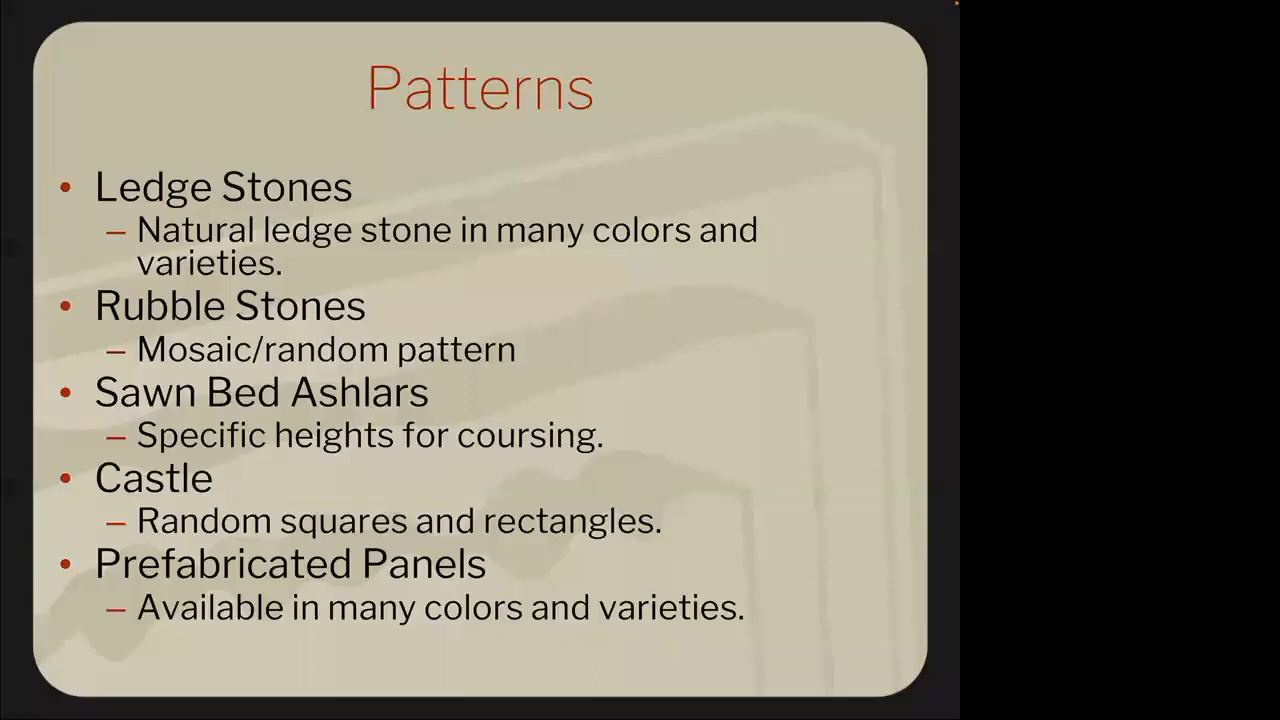 Patterns
• Ledge Stones
– Natural ledge stone in many colors and
varieties.
• Rubble Stones
– Mosaic/random pattern
• Sawn Bed Ashlars
– Specific heights for coursing.
• Castle
– Random squares and rectangles.
• Prefabricated Panels
– Available in many colors and varieties.